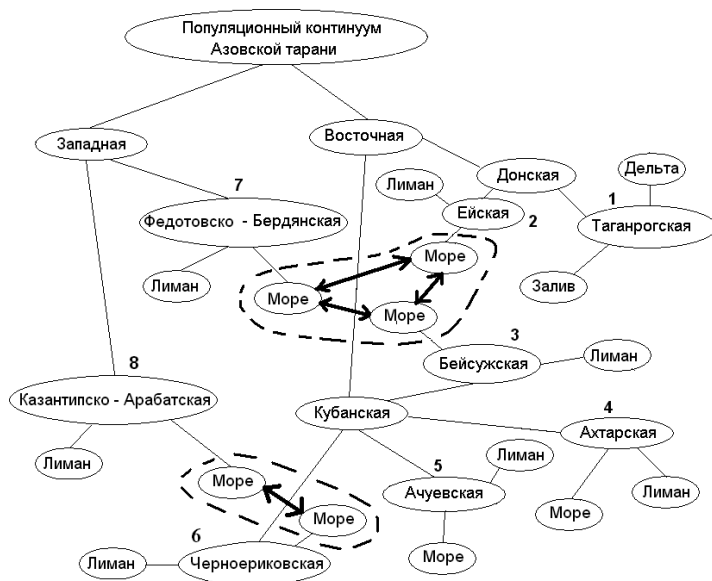 Популяционный континуум
Азовской тарани
Западная
Восточная
Донская
Дельта
1
Таганрогская
Залив
Лиман
Ейская
2
7
Федотовско - Бердянская
Лиман
Море
Море
Море
3
Бейсужская
Лиман
8
Казантипско - Арабатская
Лиман
Море
Кубанская
4
Ахтарская
Море
Лиман
5
Ачуевская
Лиман
Море
Море
6
Черноериковская
Лиман